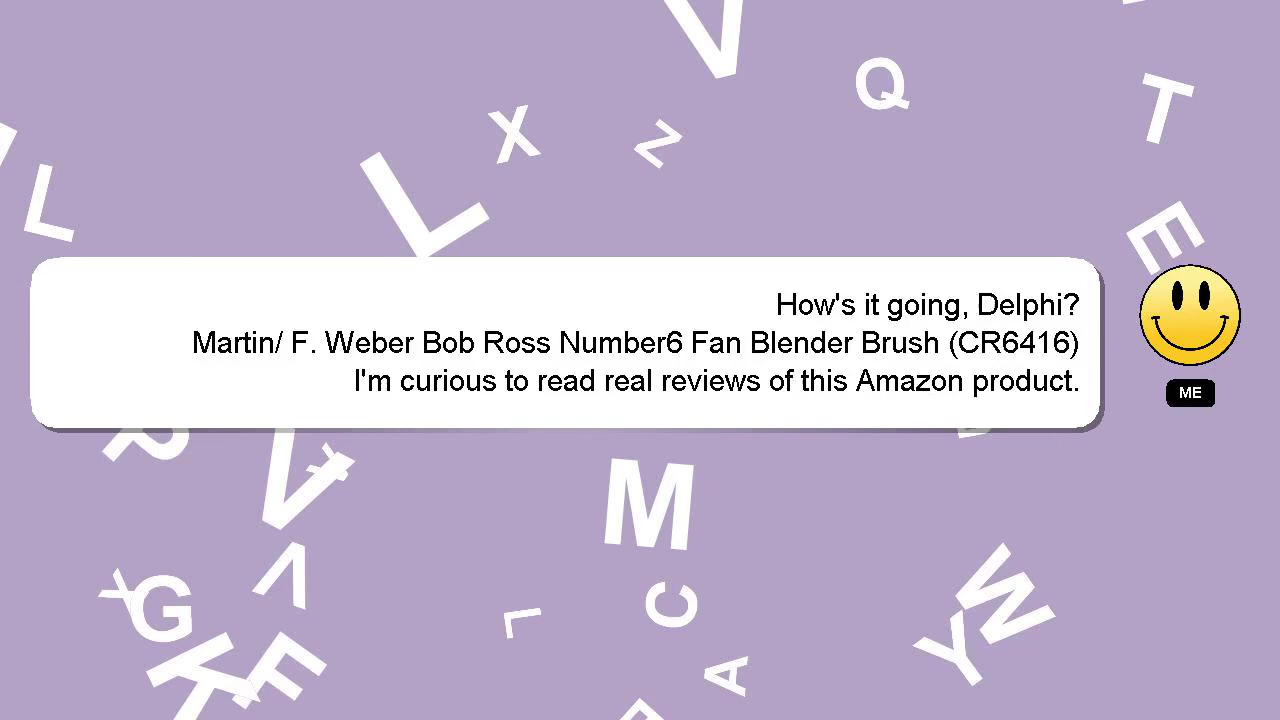 How's it going, Delphi?
Martin/ F. Weber Bob Ross Number6 Fan Blender Brush (CR6416)
I'm curious to read real reviews of this Amazon product.
ME
V
Q
T
X
Z
L
L
E
P
V
M
V
X
G
C
W
L
Y
K
F
A